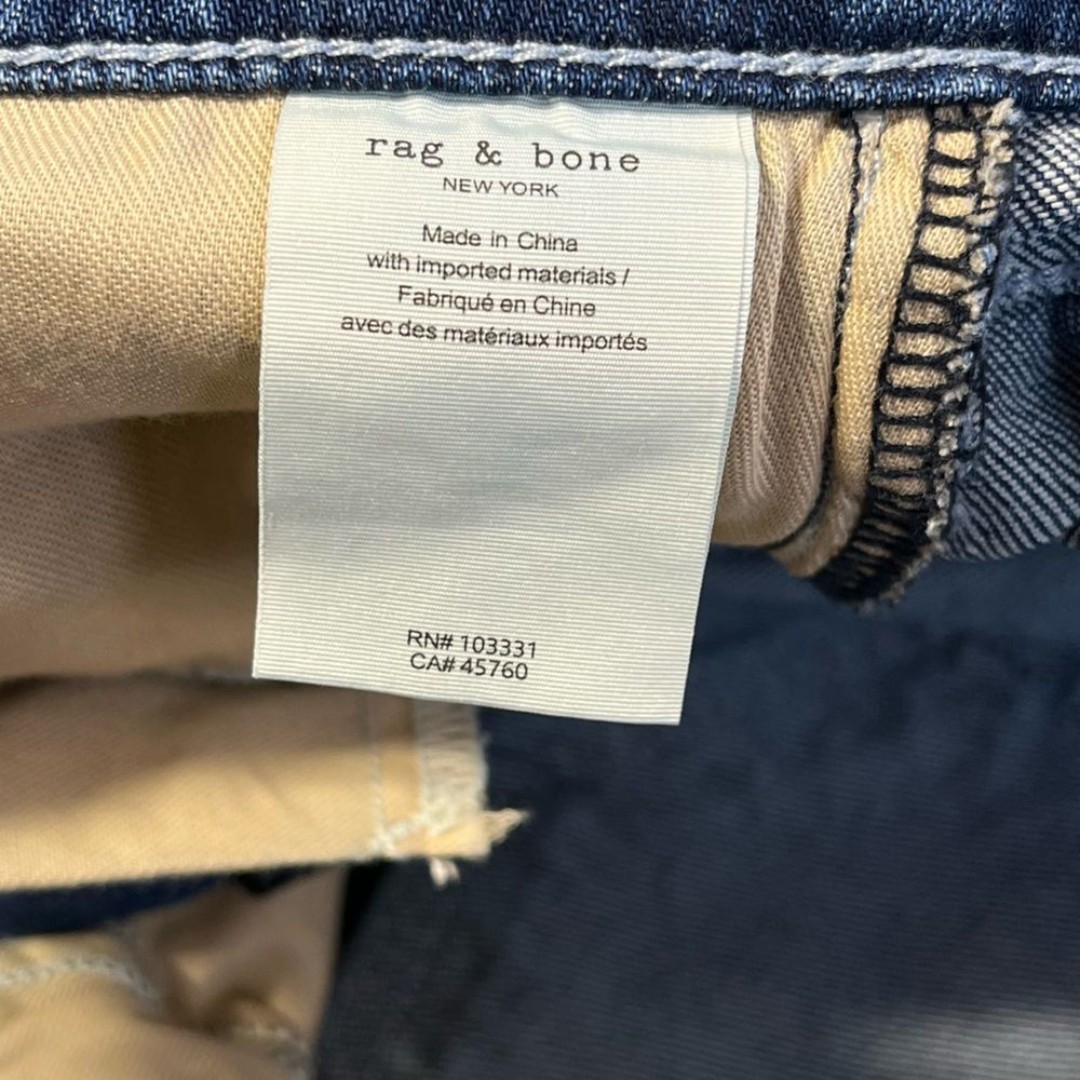 rag & bone
NEW YORK
Made in China
with imported materials /
Fabriqué en Chine
avec des matériaux importés
RN# 103331
CA# 45760